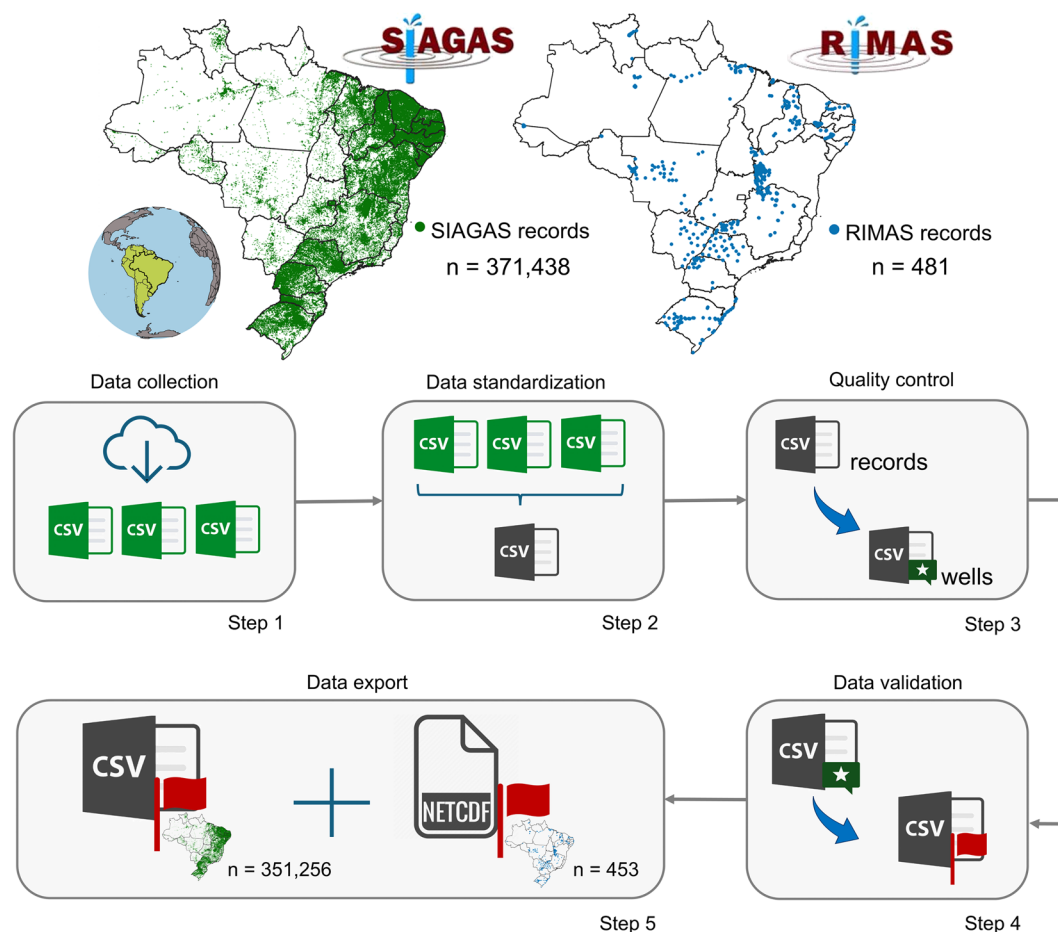 SIAGAS
RIMAS
SIAGAS records
n = 371,438
RIMAS records
n = 481
Data collection
Data standardization
Quality control
CSV
CSV
CSV
CSV
CSV
CSV
CSV
CSV
records
CSV
wells
Step 1
Step 2
Step 3
Data export
Data validation
CSV
NETCDF
n = 351,256
n = 453
CSV
CSV
Step 5
Step 4